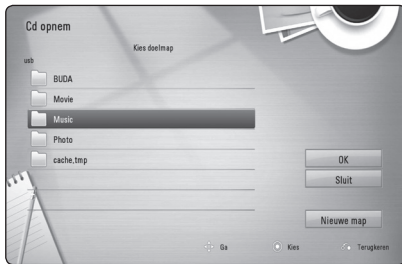 Cd opnem
Kies doelmap
usb
BUDA
Movie
Music
Photo
cache,tmp
OK
Sluit
Nieuwe map
Ga
Kies
Terugkeren